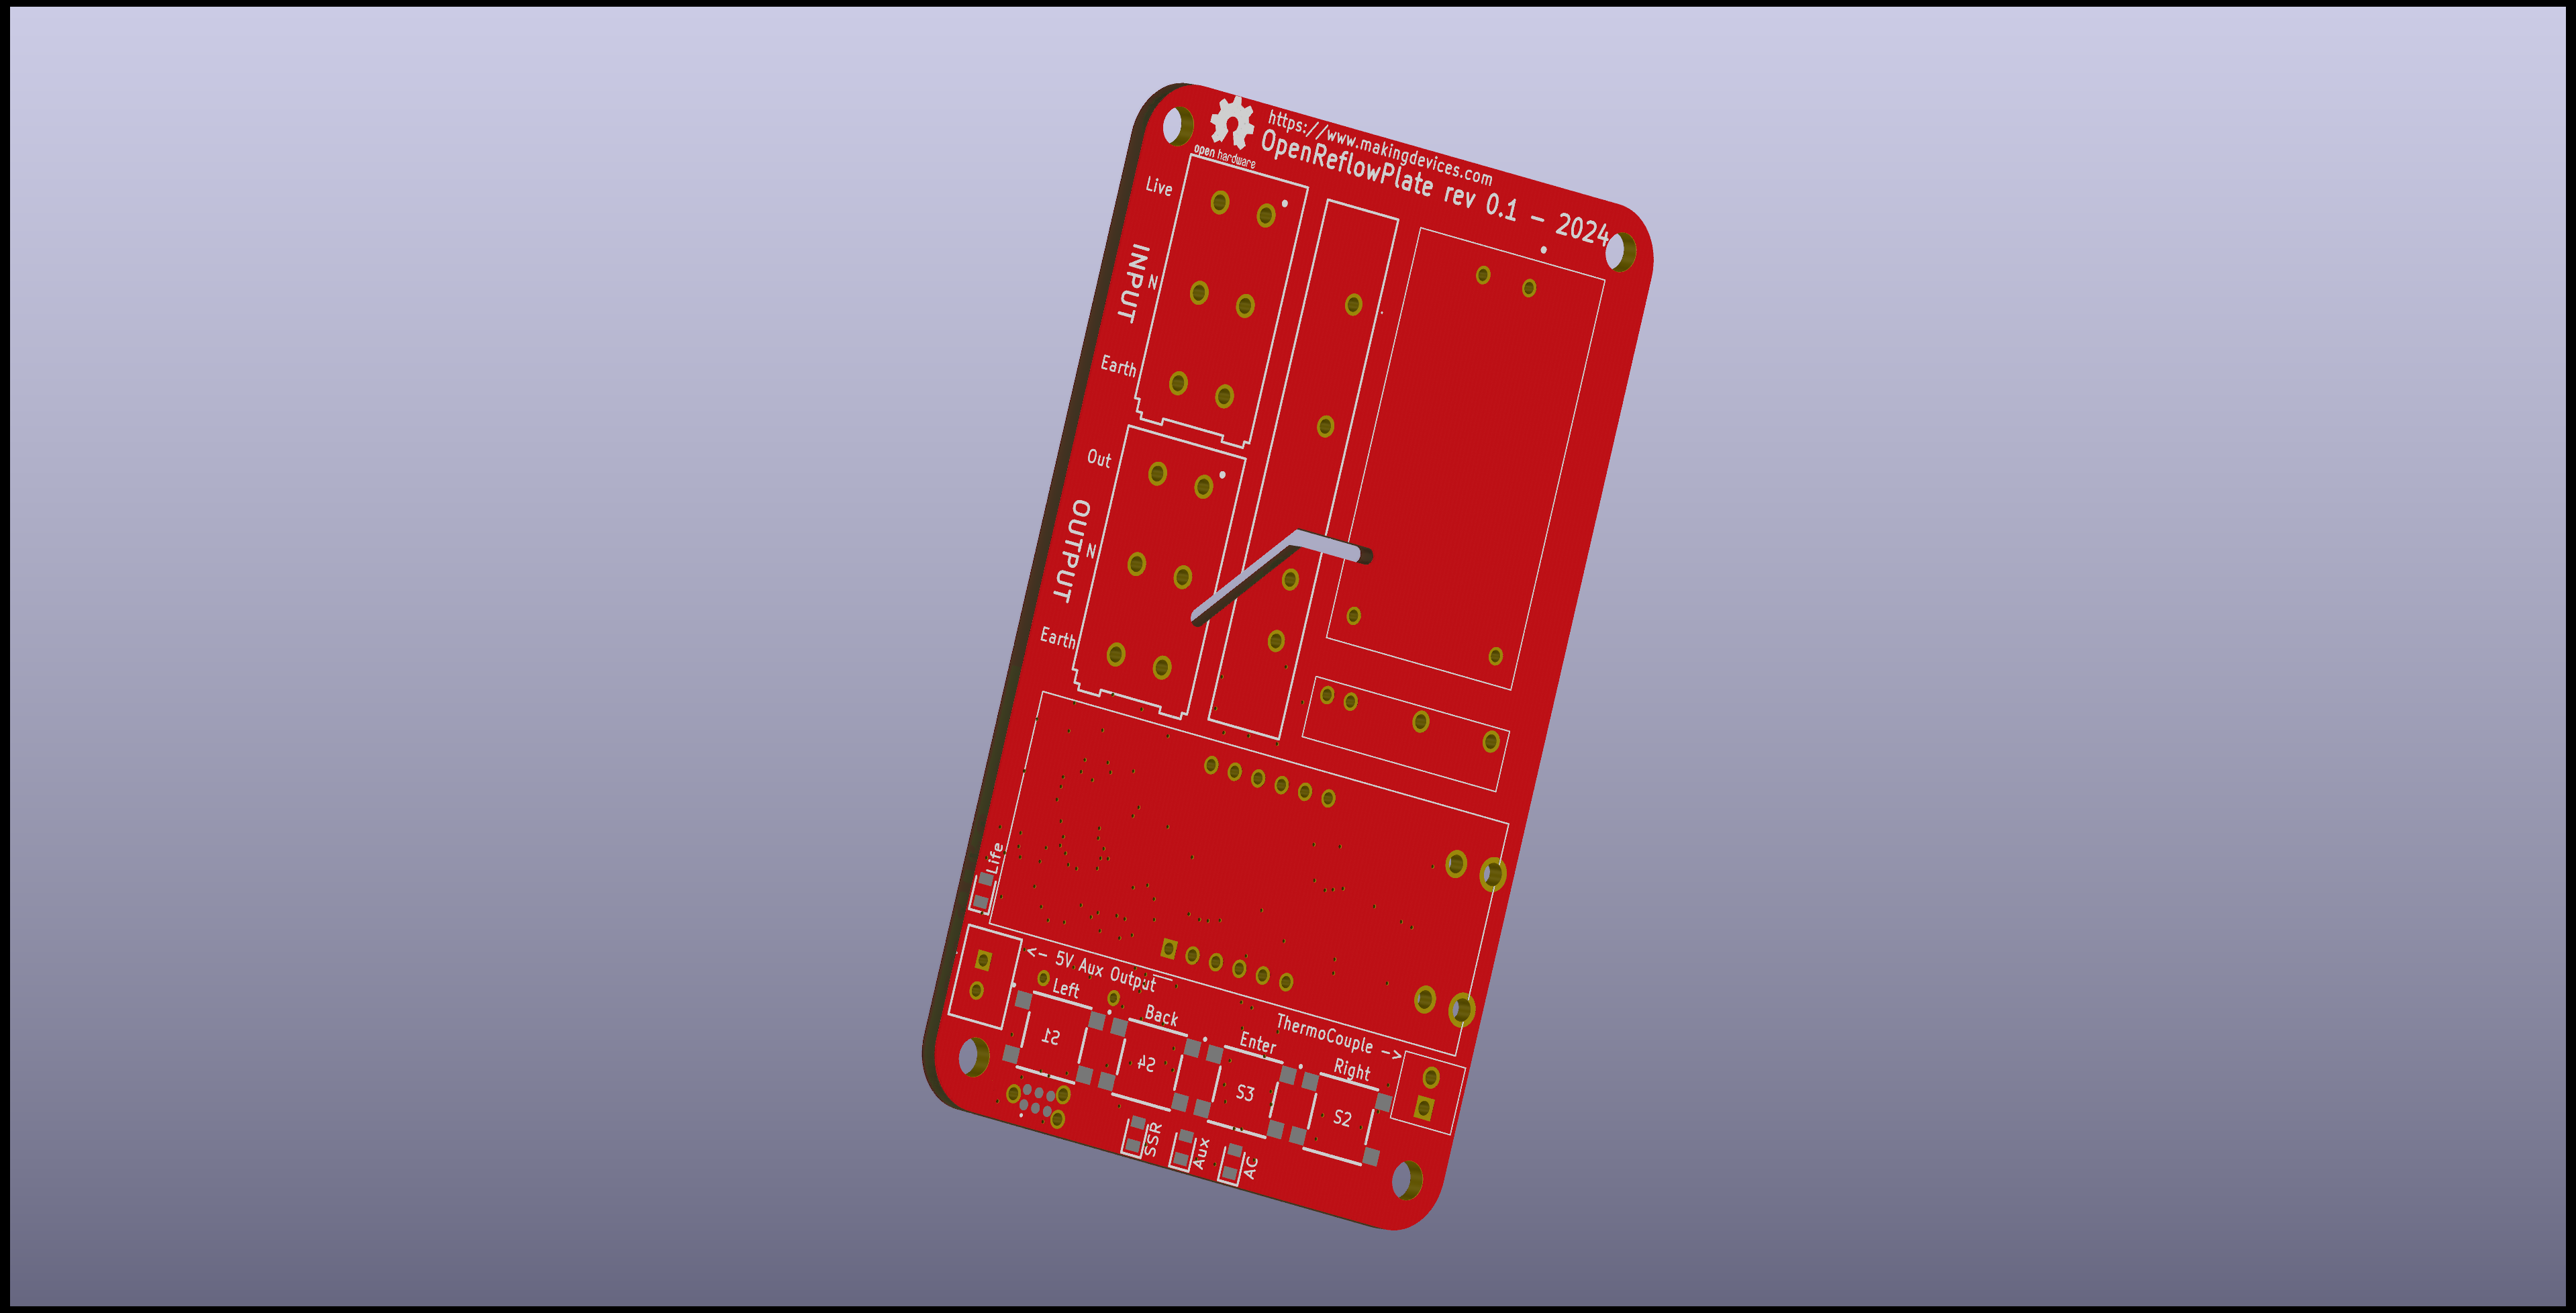 https://www.makingdevices.com
OpenReflowPlate rev 0.1 - 2024
open hardware
Live
INPUT
N
Earth
Out
OUTPUT
N
Earth
Life
<- 5V Aux Output
Left
Back
Enter
ThermoCouple ->
Right
S1
S4
S3
S2
SSR
Aux
AC